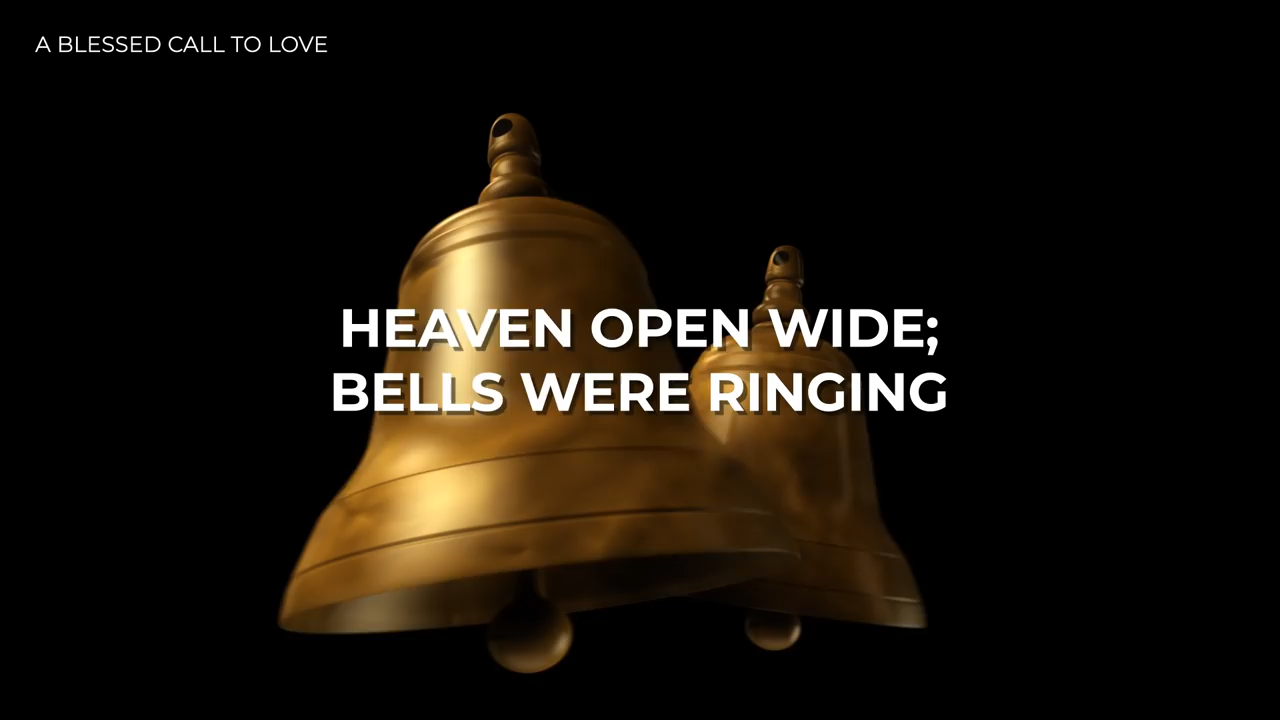 A BLESSED CALL TO LOVE
HEAVEN OPEN WIDE;
BELLS WERE RINGING